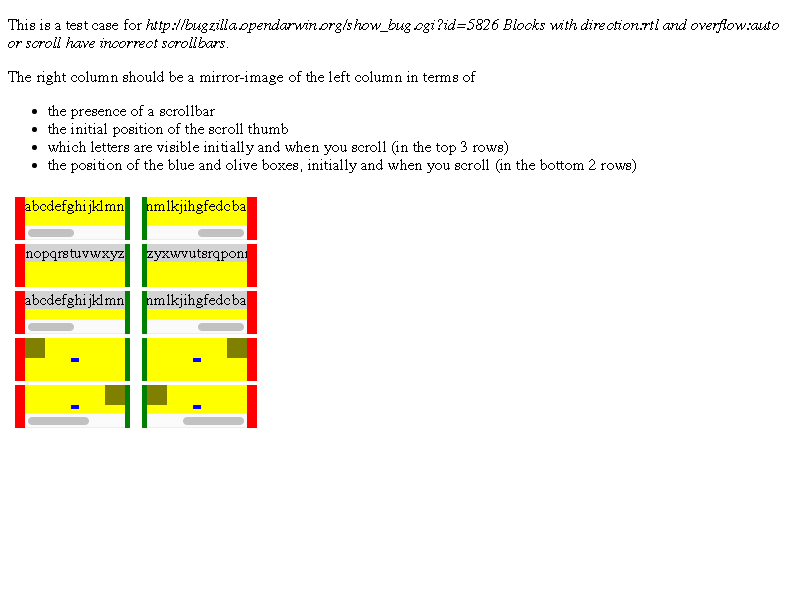 This is a test case for http://bugzilla.opendarwin.org/show_bug.cgi?id=5826 Blocks with direction:rtl and overflow:auto
or scroll have incorrect scrollbars.
The right column should be a mirror-image of the left column in terms of
• the presence of a scrollbar
• the initial position of the scroll thumb
• which letters are visible initially and when you scroll (in the top 3 rows)
• the position of the blue and olive boxes, initially and when you scroll (in the bottom 2 rows)
abcdefghijklmn nmlkjihgfedcba
nopqrstuvwxyz zyxwvutsrqpon
abcdefghijklmn nmlkjihgfedcba